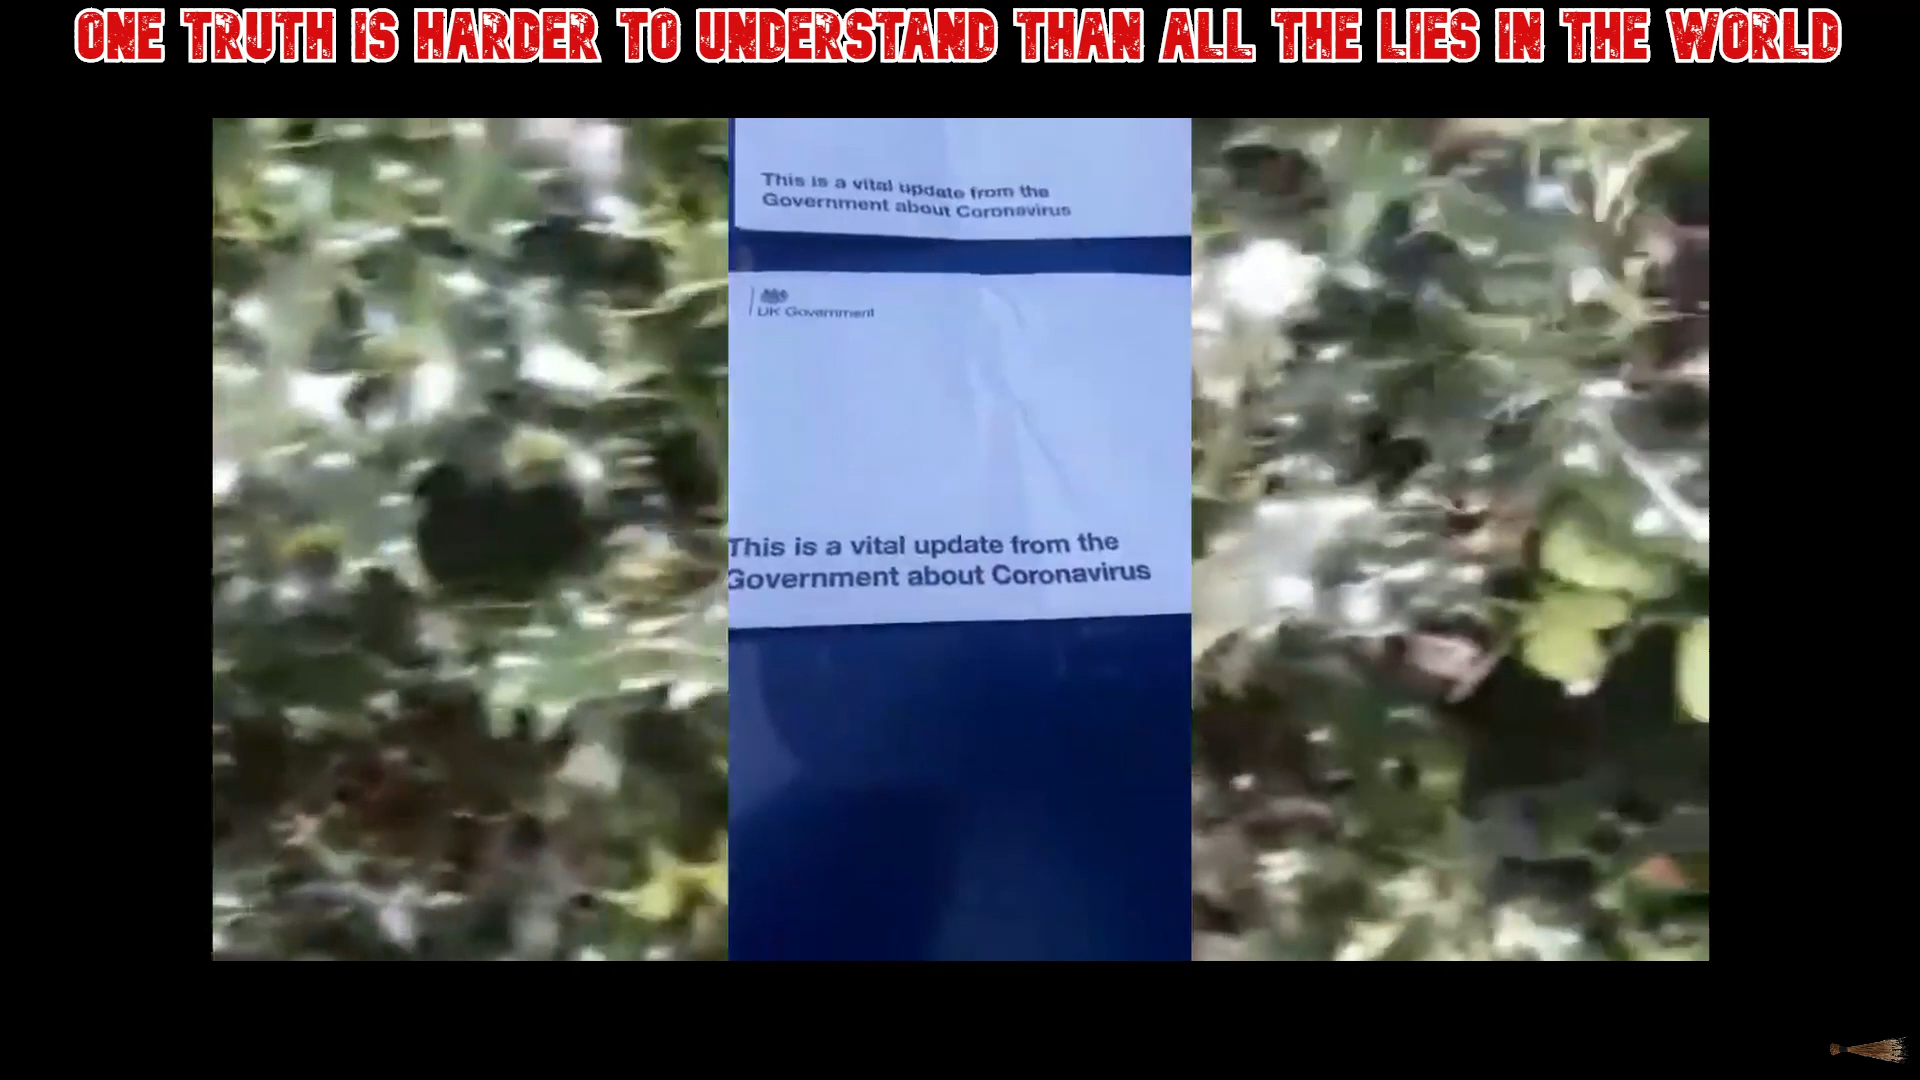 ONE TRUTH IS HARDER TO UNDERSTAND THAN ALL THE LIES IN THE WORLD
This is a vital update from the
Government about Coronavirus
UK Government
This is a vital update from the
Government about Coronavirus